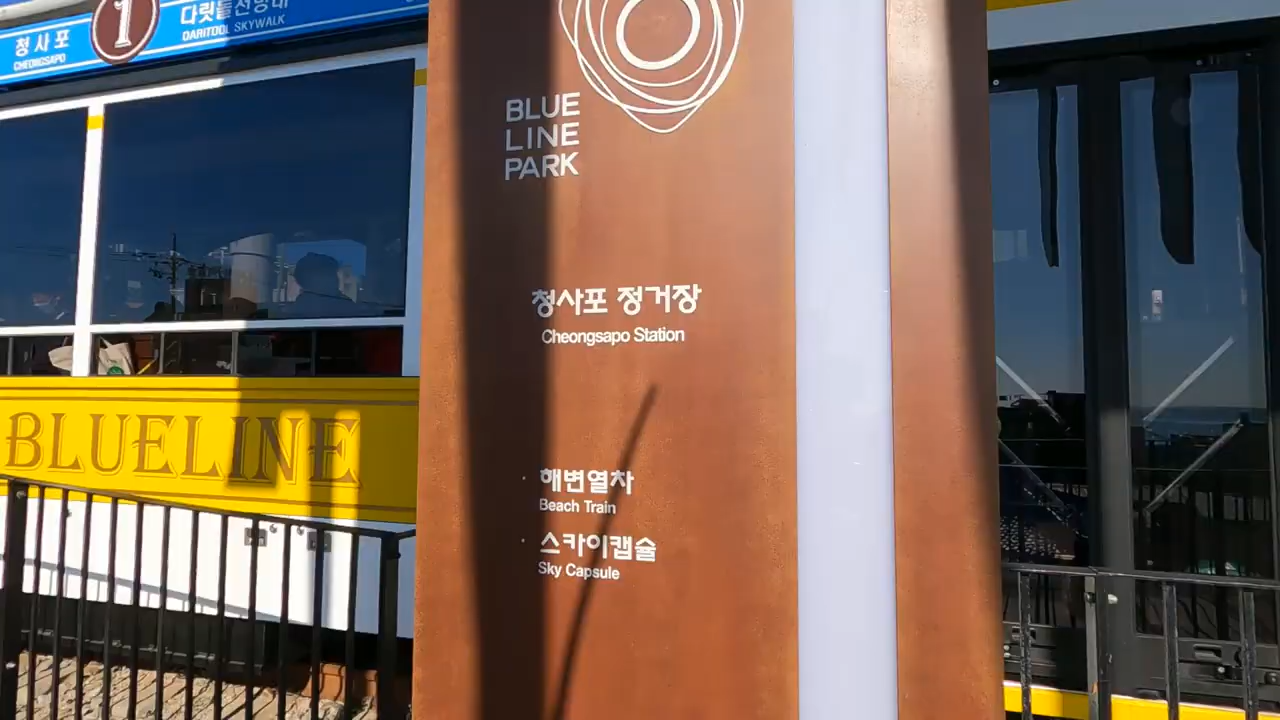 청사포
CHEONGSAPO
1
다릿돌전망대
DARITDOL SKYWALK
BLUE
LINE
PARK
청사포 정거장
Cheongsapo Station
BLUELINE
· 해변열차
Beach Train
· 스카이캡슐
Sky Capsule